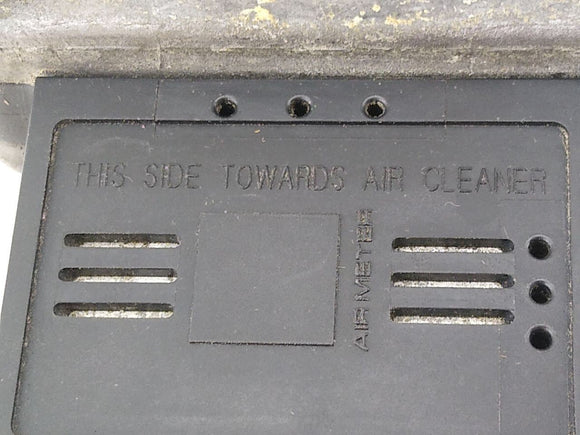 THIS SIDE TOWARDS AIR CLEANER
AIR METER